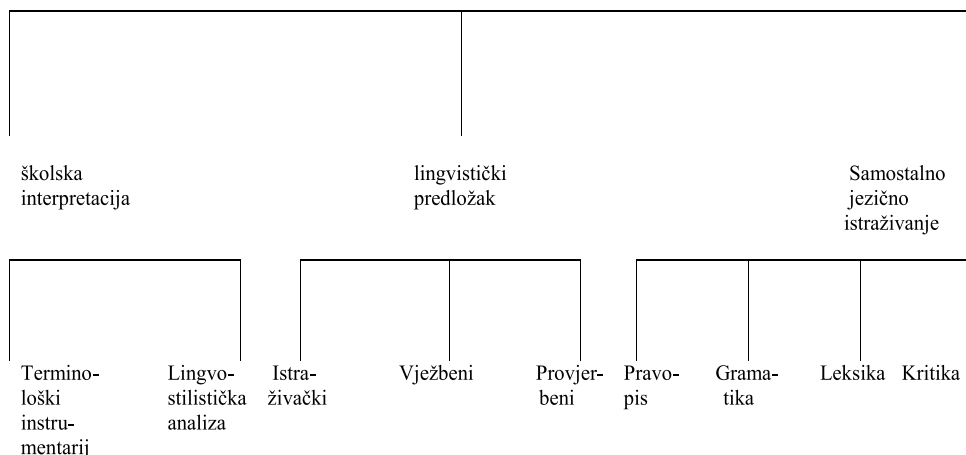 školska
interpretacija
lingvistički
predložak
Samostalno
jezično
istraživanje
Termino-
loški
instru-
mentarij
Lingvo-
stilistička
analiza
Istra-
živački
Vježbeni
Provjer-
beni
Pravo-
pis
Grama-
tika
Leksika
Kritika